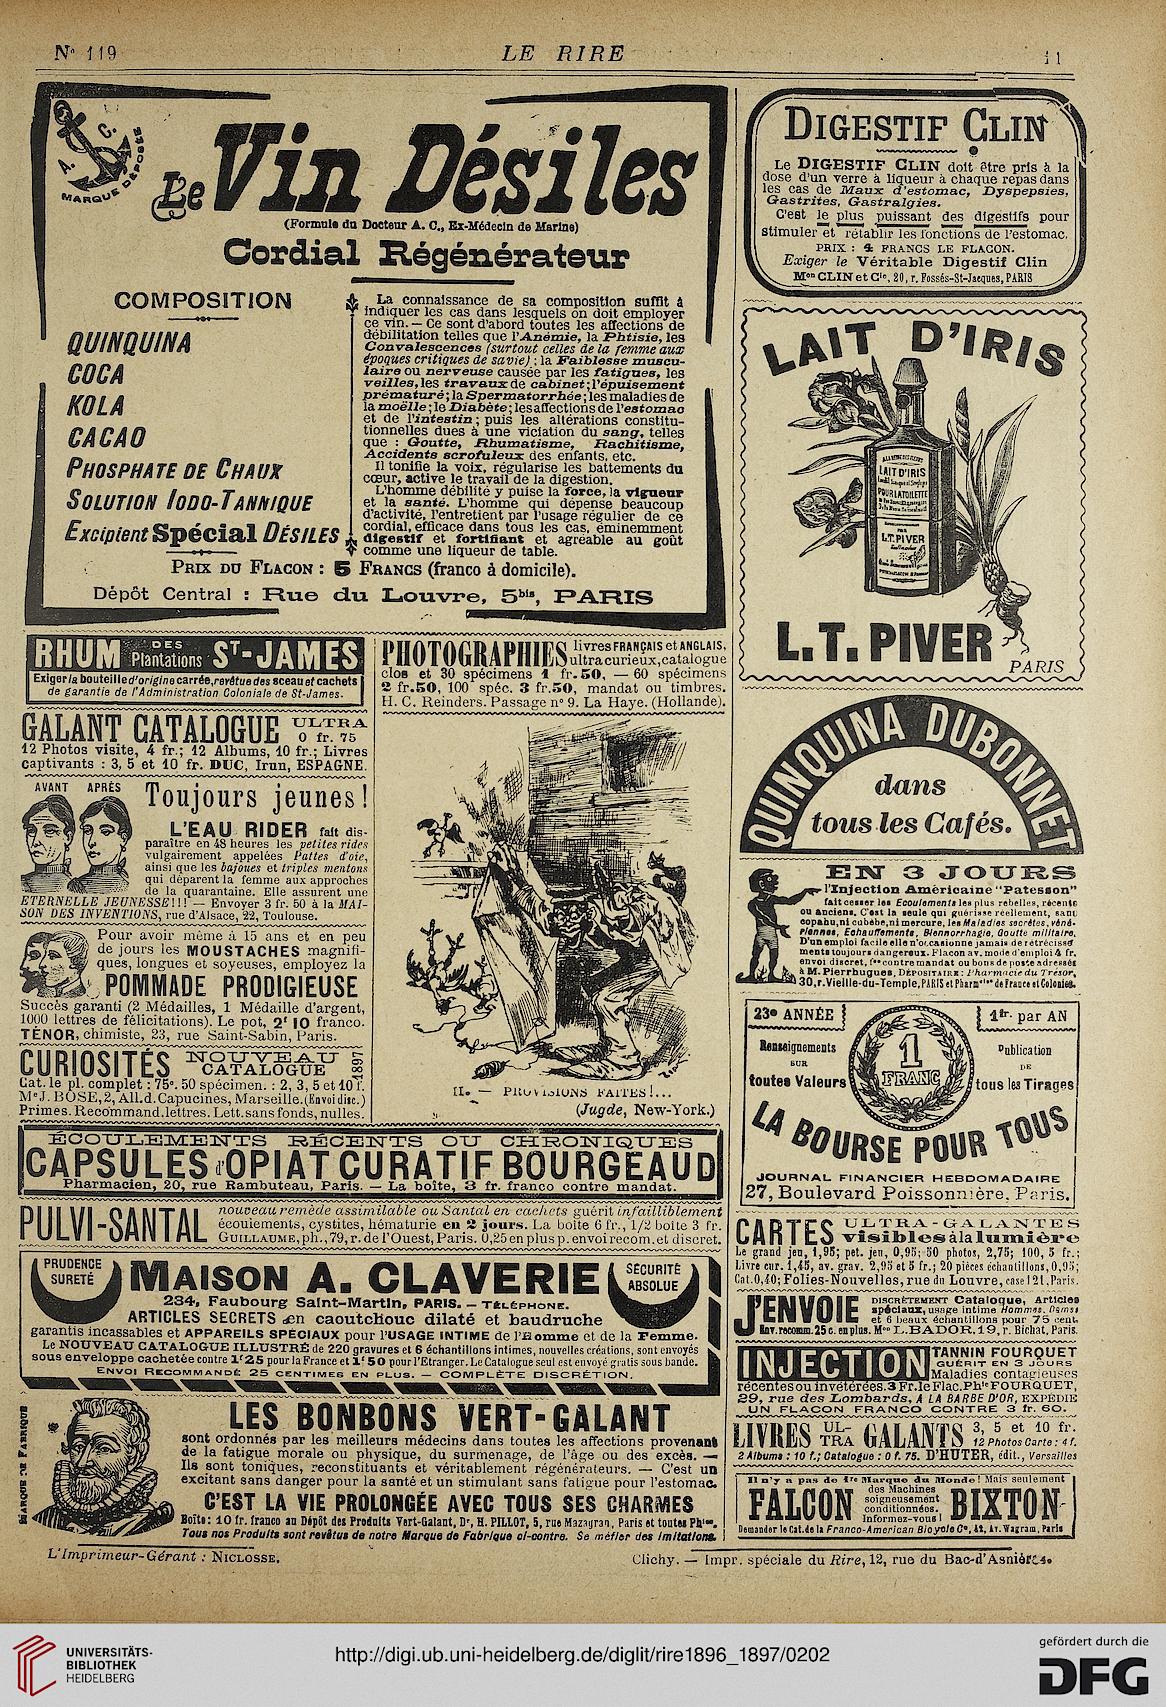 N° 119
LE RIRE
11
A. C.
MARQUE DÉPOSÉE
Le Vin Désiles
(Formule du Docteur A. C., Ex-Médecin de Marine)
Cordial Régénérateur
COMPOSITION
QUINQUINA
COCA
KOLA
CACAO
PHOSPHATE DE CHAUX
SOLUTION IODO-TANNIQUE
Excipient Spécial DÉSILES
La connaissance de sa composition suffit à
indiquer les cas dans lesquels on doit employer
ce vin. — Ce sont d'abord toutes les affections de
débilitation telles que l'Anémie, la Phtisie, les
Convalescences (surtout celles de la femme aux
époques critiques de sa vie) ; la Faiblesse muscu-
laire ou nerveuse causée par les fatigues, les
veilles, les travaux de cabinet; l'épuisement
prématuré; la Spermatorrhée; les maladies de
la moëlle; le Diabète; les affections de l'estomac
et de l'intestin; puis les altérations constitu-
tionnelles dues à une viciation du sang, telles
que : Goutte, Rhumatisme, Rachitisme,
Accidents scrofuleux des enfants, etc.
Il tonifie la voix, régularise les battements du
cœur, active le travail de la digestion.
L'homme débilité y puise la force, la vigueur
et la santé. L'homme qui dépense beaucoup
d'activité, l'entretient par l'usage régulier de ce
cordial, efficace dans tous les cas, éminemment
digestif et fortifiant et agréable au goût
comme une liqueur de table.
PRIX DU FLACON : 5 FRANCS (franco à domicile).
Dépôt Central : Rue du Louvre, 5bis, PARIS
RHUM DES Plantations ST-JAMES
Exiger la bouteille d'origine carrée, revêtue des sceau et cachets
de garantie de l'Administration Coloniale de St-James.
GALANT CATALOGUE ULTRA
0 fr. 75
12 Photos visite, 4 fr.; 12 Albums, 10 fr.; Livres
captivants : 3, 5 et 10 fr. DUC, Irun, ESPAGNE.
AVANT APRÈS
Toujours jeunes!
L'EAU RIDER fait dis-
paraître en 48 heures les petites rides
vulgairement appelées Pattes d'oie,
ainsi que les bajoues et triples mentons
qui déparent la femme aux approches
de la quarantaine. Elle assurent une
ETERNELLE JEUNESSE!!! — Envoyer 3 fr. 50 à la MAI-
SON DES INVENTIONS, rue d'Alsace, 22, Toulouse.
Pour avoir même à 15 ans et en peu
de jours les MOUSTACHES magnifi-
ques, longues et soyeuses, employez la
POMMADE PRODIGIEUSE
Succès garanti (2 Médailles, 1 Médaille d'argent,
1000 lettres de félicitations). Le pot, 2f 10 franco.
TÉNOR, chimiste, 23, rue Saint-Sabin, Paris.
CURIOSITÉS NOUVEAU
CATALOGUE 1897
Cat. le pl. complet : 75c. 50 spécimen. : 2, 3, 5 et 10 f.
Me J. BOSE, 2, All. d. Capucines, Marseille. (Envoi disc.)
Primes. Recommand. lettres. Lett. sans fonds, nulles.
PHOTOGRAPHIES livres FRANÇAIS et ANGLAIS,
ultra curieux, catalogue
clos et 30 spécimens 1 fr. 50, — 60 spécimens
2 fr. 50, 100 spéc. 3 fr. 50, mandat ou timbres.
H. C. Reinders. Passage n° 9. La Haye. (Hollande).
II. — PROVISIONS FAITES!...
(Jugde, New-York.)
ÉCOULEMENTS RÉCENTS OU CHRONIQUES
CAPSULES d'OPIAT CURATIF BOURGEAUD
Pharmacien, 20, rue Rambuteau, Paris. — La boîte, 3 fr. franco contre mandat.
PULVI-SANTAL
nouveau remède assimilable ou Santal en cachets guérit infailliblement
écoulements, cystites, hématurie en 2 jours. La boîte 6 fr., 1/2 boîte 3 fr.
GUILLAUME, ph., 79, r. de l'Ouest, Paris. 0,25 en plus p. envoi recom. et discret.
PRUDENCE
SURETÉ
MAISON A. CLAVERIE
SÉCURITÉ
ABSOLUE
234, Faubourg Saint-Martin, PARIS. — TÉLÉPHONE.
ARTICLES SECRETS en caoutchouc dilaté et baudruche
garantis incassables et APPAREILS SPÉCIAUX pour l'USAGE INTIME de l'Homme et de la Femme.
Le NOUVEAU CATALOGUE ILLUSTRÉ de 220 gravures et 6 échantillons intimes, nouvelles créations, sont envoyés
sous enveloppe cachetée contre 1f 25 pour la France et 1f 50 pour l'Etranger. Le Catalogue seul est envoyé gratis sous bande.
ENVOI RECOMMANDÉ 25 CENTIMES EN PLUS. — COMPLÈTE DISCRÉTION.
MARQUE DE FABRIQUE
LES BONBONS VERT-GALANT
sont ordonnés par les meilleurs médecins dans toutes les affections provenant
de la fatigue morale ou physique, du surmenage, de l'âge ou des excès. —
Ils sont toniques, reconstituants et véritablement régénérateurs. — C'est un
excitant sans danger pour la santé et un stimulant sans fatigue pour l'estomac.
C'EST LA VIE PROLONGÉE AVEC TOUS SES CHARMES
Boîte: 10 fr. franco au Dépôt des Produits Vert-Galant, Dr, H. PILLOT, 5, rue Mazagran, Paris et toutes Phies.
Tous nos Produits sont revêtus de notre Marque de Fabrique ci-contre. Se méfier des imitations.
DIGESTIF CLIN
Le DIGESTIF CLIN doit être pris à la
dose d'un verre à liqueur à chaque repas dans
les cas de Maux d'estomac, Dyspepsies,
Gastrites, Gastralgies.
C'est le plus puissant des digestifs pour
stimuler et rétablir les fonctions de l'estomac.
PRIX : 4 FRANCS LE FLACON.
Exiger le Véritable Digestif Clin
Mon CLIN et Cie, 20, r. Fossés-St-Jacques, PARIS
LAIT D'IRIS
LAIT D'IRIS
POUR LA TOILETTE
L.T. PIVER
L.T. PIVER
PARIS
QUINQUINA DUBONNET
dans
tous les Cafés.
EN 3 JOURS
l'Injection Américaine "Patesson"
fait cesser les Ecoulements les plus rebelles, récents
ou anciens. C'est la seule qui guérisse réellement, sans
copahu, ni cubèbe, ni mercure, les Maladies secrètes, véné-
riennes, Echauffements, Blennorrhagie, Goutte militaire.
D'un emploi facile elle n'occasionne jamais de rétrécisse-
ments toujours dangereux. Flacon av. mode d'emploi 4 fr.
envoi discret, fco contre mandat ou bons de poste adressés
à M. Pierrhugues, DÉPOSITAIRE: Pharmacie du Trésor,
30, r. Vieille-du-Temple, PARIS et Pharmcies de France et Colonies.
23e ANNÉE
1fr. par AN
Renseignements
SUR
toutes Valeurs
1
FRANC
Publication
DE
tous les Tirages
LA BOURSE POUR TOUS
JOURNAL FINANCIER HEBDOMADAIRE
27, Boulevard Poissonnière, Paris.
CARTES ULTRA-GALANTES
visibles à la lumière
Le grand jeu, 1,95; pet. jeu, 0,95; 50 photos, 2,75; 100, 5 fr.;
Livre cur. 1,45, av. grav. 2,95 et 5 fr.; 20 pièces échantillons, 0,95;
Cat. 0,40; Folies-Nouvelles, rue du Louvre, case 121, Paris.
J'ENVOIE DISCRÈTEMENT Catalogue, Articles
spéciaux, usage intime Hommes, Dames
et 6 beaux échantillons pour 75 cent.
Env. recomm. 25 c. en plus. Mon L. BADOR, 19, r. Bichat, Paris.
INJECTION TANNIN FOURQUET
GUÉRIT EN 3 JOURS
Maladies contagieuses
récentes ou invétérées. 3 Fr. le Flac. Phie FOURQUET,
29, rue des Lombards, A LA BARBE D'OR, EXPÉDIE
UN FLACON FRANCO CONTRE 3 fr. 60.
LIVRES UL-
TRA GALANTS 3, 5 et 10 fr.
12 Photos Carte : 4 f.
2 Albums : 10 f.; Catalogue : 0 f. 75. D'HUTER, édit., Versailles
Il n'y a pas de 1re Marque du Monde! Mais seulement
FALCON des Machines
soigneusement
conditionnées.
Informez-vous! BIXTON
Demander le Cat. de la Franco-American Bicycle Co, 42, Av. Wagram, Paris
L'Imprimeur-Gérant : NICLOSSE.
Clichy. — Impr. spéciale du Rire, 12, rue du Bac-d'Asnières.
UNIVERSITÄTS-
BIBLIOTHEK
HEIDELBERG
http://digi.ub.uni-heidelberg.de/diglit/rire1896_1897/0202
gefördert durch die
DFG